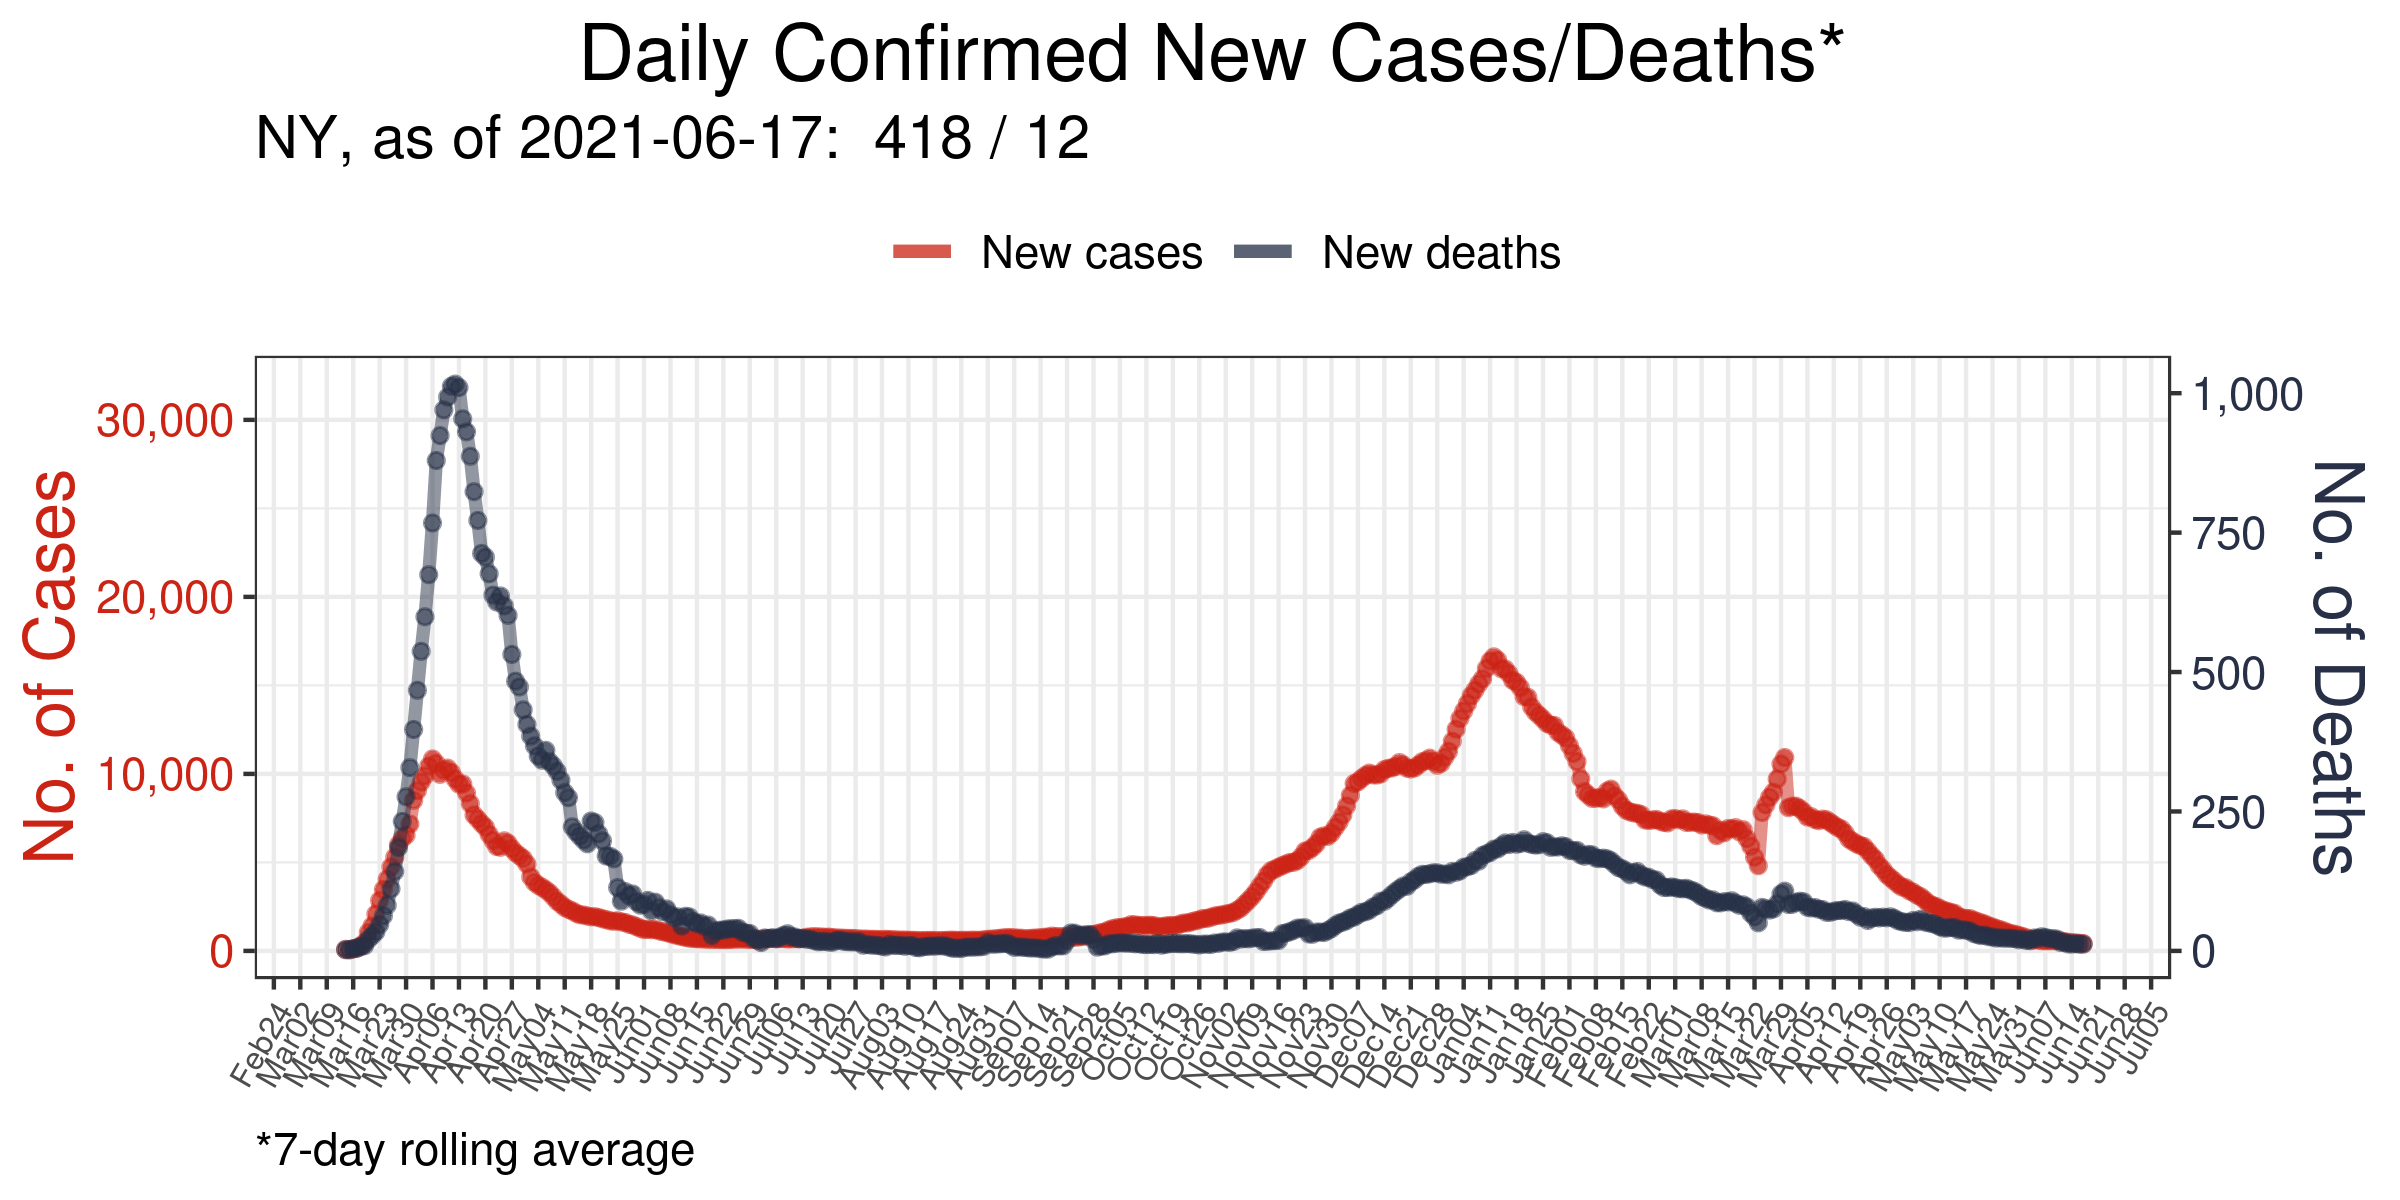 Daily Confirmed New Cases/Deaths*
NY, as of 2021-06-17:  418 / 12
New cases
New deaths
No. of Cases
30,000
20,000
10,000
0
1,000
750
500
250
0
No. of Deaths
Feb24
Mar02
Mar09
Mar16
Mar23
Mar30
Apr06
Apr13
Apr20
Apr27
May04
May11
May18
May25
Jun01
Jun08
Jun15
Jun22
Jun29
Jul06
Jul13
Jul20
Jul27
Aug03
Aug10
Aug17
Aug24
Aug31
Sep07
Sep14
Sep21
Sep28
Oct05
Oct12
Oct19
Oct26
Nov02
Nov09
Nov16
Nov23
Nov30
Dec07
Dec14
Dec21
Dec28
Jan04
Jan11
Jan18
Jan25
Feb01
Feb08
Feb15
Feb22
Mar01
Mar08
Mar15
Mar22
Mar29
Apr05
Apr12
Apr19
Apr26
May03
May10
May17
May24
May31
Jun07
Jun14
Jun21
Jun28
Jul05
*7-day rolling average